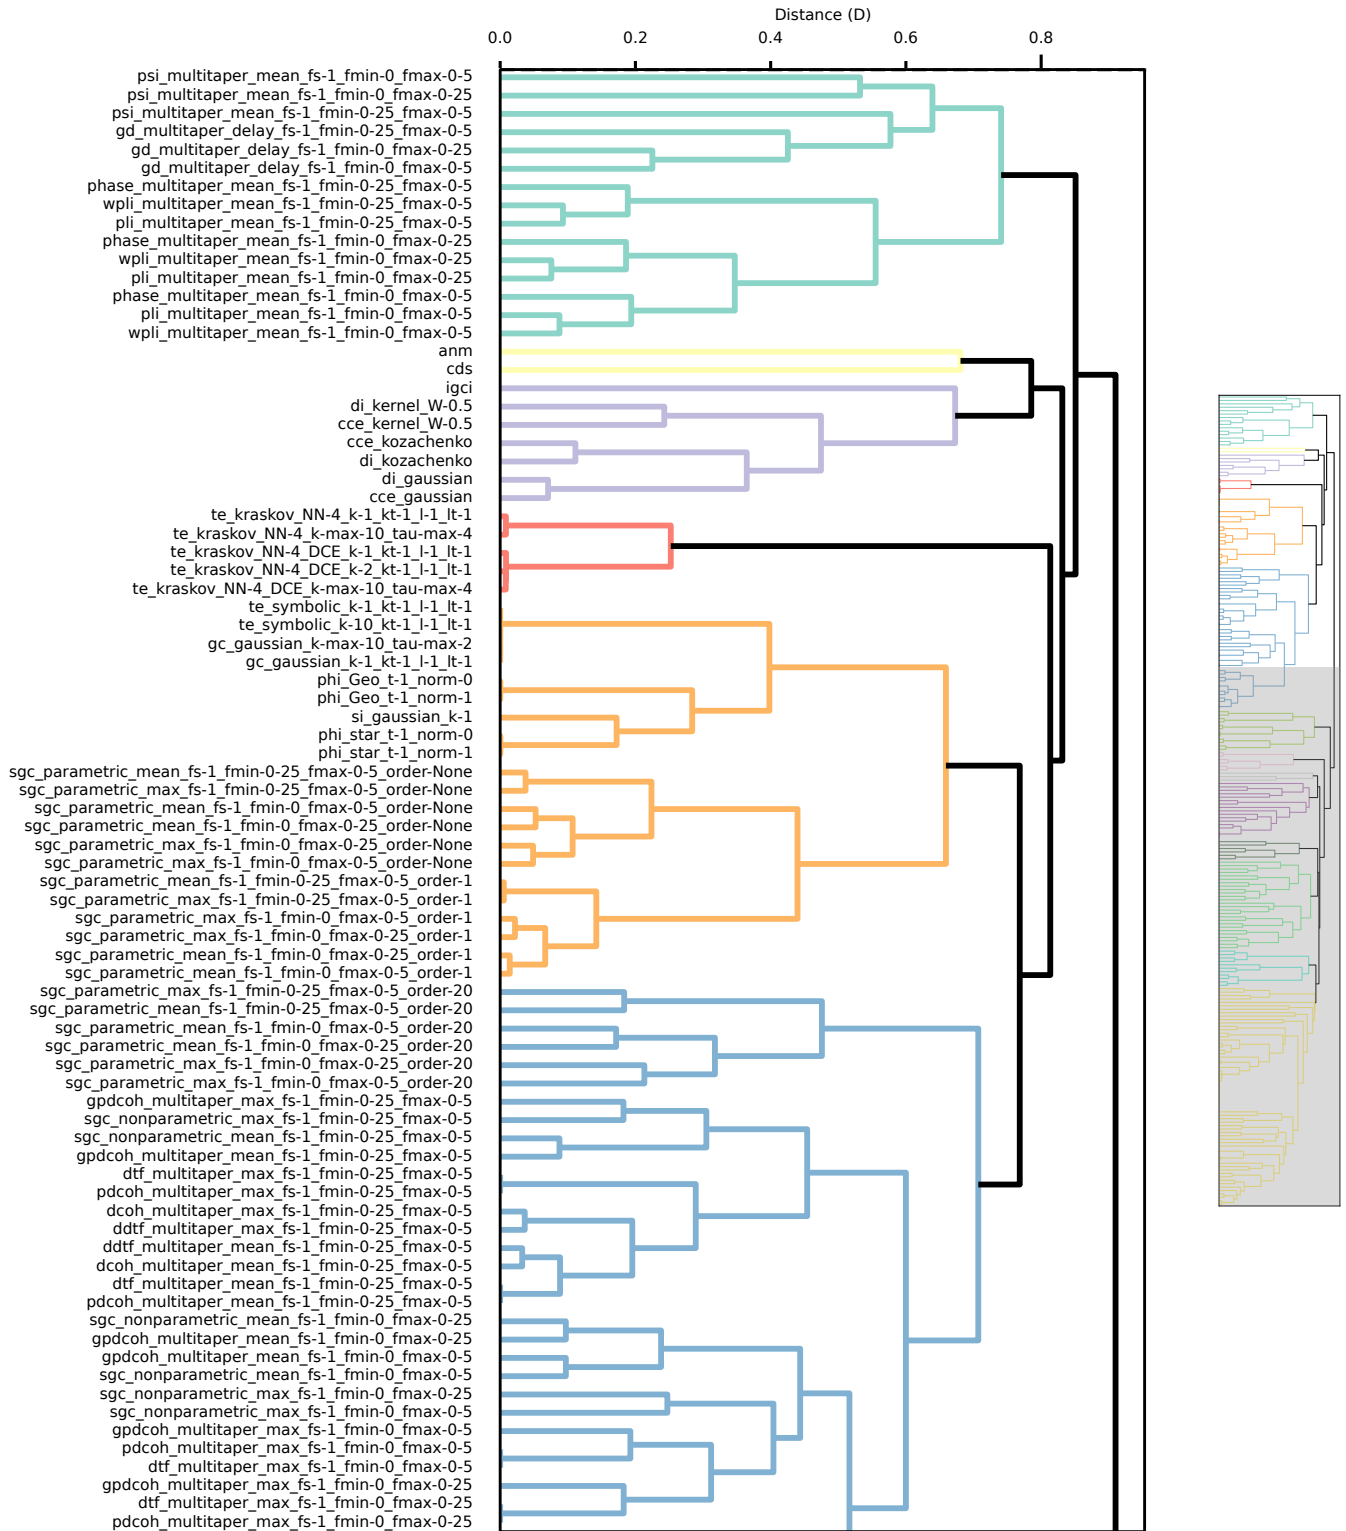 Distance (D)
0.0 0.2 0.4 0.6 0.8
psi_multitaper_mean_fs-1_fmin-0_fmax-0-5
psi_multitaper_mean_fs-1_fmin-0_fmax-0-25
psi_multitaper_mean_fs-1_fmin-0-25_fmax-0-5
gd_multitaper_delay_fs-1_fmin-0-25_fmax-0-5
gd_multitaper_delay_fs-1_fmin-0_fmax-0-25
gd_multitaper_delay_fs-1_fmin-0_fmax-0-5
phase_multitaper_mean_fs-1_fmin-0-25_fmax-0-5
wpli_multitaper_mean_fs-1_fmin-0-25_fmax-0-5
pli_multitaper_mean_fs-1_fmin-0-25_fmax-0-5
phase_multitaper_mean_fs-1_fmin-0_fmax-0-25
wpli_multitaper_mean_fs-1_fmin-0_fmax-0-25
pli_multitaper_mean_fs-1_fmin-0_fmax-0-25
phase_multitaper_mean_fs-1_fmin-0_fmax-0-5
pli_multitaper_mean_fs-1_fmin-0_fmax-0-5
wpli_multitaper_mean_fs-1_fmin-0_fmax-0-5
anm
cds
igci
di_kernel_W-0.5
cce_kernel_W-0.5
cce_kozachenko
di_kozachenko
di_gaussian
cce_gaussian
te_kraskov_NN-4_k-1_kt-1_l-1_lt-1
te_kraskov_NN-4_k-max-10_tau-max-4
te_kraskov_NN-4_DCE_k-1_kt-1_l-1_lt-1
te_kraskov_NN-4_DCE_k-2_kt-1_l-1_lt-1
te_kraskov_NN-4_DCE_k-max-10_tau-max-4
te_symbolic_k-1_kt-1_l-1_lt-1
te_symbolic_k-10_kt-1_l-1_lt-1
gc_gaussian_k-max-10_tau-max-2
gc_gaussian_k-1_kt-1_l-1_lt-1
phi_Geo_t-1_norm-0
phi_Geo_t-1_norm-1
si_gaussian_k-1
phi_star_t-1_norm-0
phi_star_t-1_norm-1
sgc_parametric_mean_fs-1_fmin-0-25_fmax-0-5_order-None
sgc_parametric_max_fs-1_fmin-0-25_fmax-0-5_order-None
sgc_parametric_mean_fs-1_fmin-0_fmax-0-5_order-None
sgc_parametric_mean_fs-1_fmin-0_fmax-0-25_order-None
sgc_parametric_max_fs-1_fmin-0_fmax-0-25_order-None
sgc_parametric_max_fs-1_fmin-0_fmax-0-5_order-None
sgc_parametric_mean_fs-1_fmin-0-25_fmax-0-5_order-1
sgc_parametric_max_fs-1_fmin-0-25_fmax-0-5_order-1
sgc_parametric_max_fs-1_fmin-0_fmax-0-5_order-1
sgc_parametric_max_fs-1_fmin-0_fmax-0-25_order-1
sgc_parametric_mean_fs-1_fmin-0_fmax-0-25_order-1
sgc_parametric_mean_fs-1_fmin-0_fmax-0-5_order-1
sgc_parametric_max_fs-1_fmin-0-25_fmax-0-5_order-20
sgc_parametric_mean_fs-1_fmin-0-25_fmax-0-5_order-20
sgc_parametric_mean_fs-1_fmin-0_fmax-0-5_order-20
sgc_parametric_mean_fs-1_fmin-0_fmax-0-25_order-20
sgc_parametric_max_fs-1_fmin-0_fmax-0-25_order-20
sgc_parametric_max_fs-1_fmin-0_fmax-0-5_order-20
gpdcoh_multitaper_max_fs-1_fmin-0-25_fmax-0-5
sgc_nonparametric_max_fs-1_fmin-0-25_fmax-0-5
sgc_nonparametric_mean_fs-1_fmin-0-25_fmax-0-5
gpdcoh_multitaper_mean_fs-1_fmin-0-25_fmax-0-5
dtf_multitaper_max_fs-1_fmin-0-25_fmax-0-5
pdcoh_multitaper_max_fs-1_fmin-0-25_fmax-0-5
dcoh_multitaper_max_fs-1_fmin-0-25_fmax-0-5
ddtf_multitaper_max_fs-1_fmin-0-25_fmax-0-5
ddtf_multitaper_mean_fs-1_fmin-0-25_fmax-0-5
dcoh_multitaper_mean_fs-1_fmin-0-25_fmax-0-5
dtf_multitaper_mean_fs-1_fmin-0-25_fmax-0-5
pdcoh_multitaper_mean_fs-1_fmin-0-25_fmax-0-5
sgc_nonparametric_mean_fs-1_fmin-0_fmax-0-25
gpdcoh_multitaper_mean_fs-1_fmin-0_fmax-0-25
gpdcoh_multitaper_mean_fs-1_fmin-0_fmax-0-5
sgc_nonparametric_mean_fs-1_fmin-0_fmax-0-5
sgc_nonparametric_max_fs-1_fmin-0_fmax-0-25
sgc_nonparametric_max_fs-1_fmin-0_fmax-0-5
gpdcoh_multitaper_max_fs-1_fmin-0_fmax-0-5
pdcoh_multitaper_max_fs-1_fmin-0_fmax-0-5
dtf_multitaper_max_fs-1_fmin-0_fmax-0-5
gpdcoh_multitaper_max_fs-1_fmin-0_fmax-0-25
dtf_multitaper_max_fs-1_fmin-0_fmax-0-25
pdcoh_multitaper_max_fs-1_fmin-0_fmax-0-25